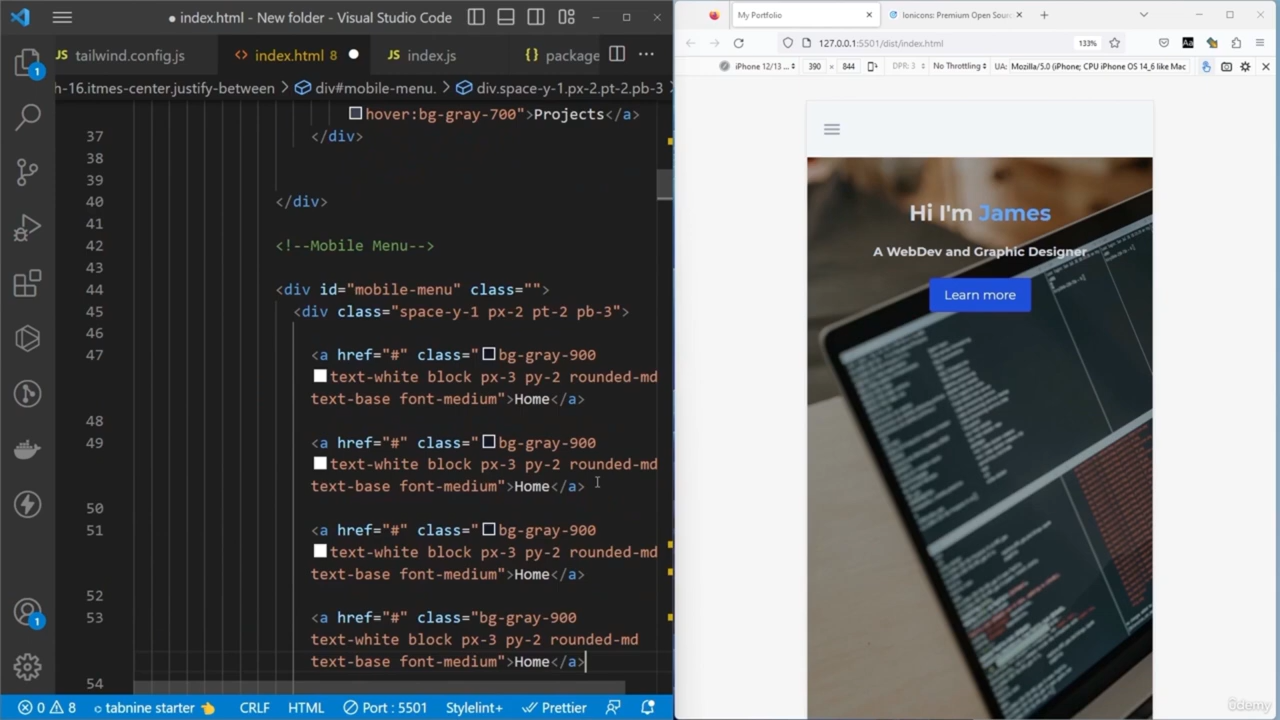 index.html - New folder - Visual Studio Code
My Portfolio
Ionicons: Premium Open Sour
127.0.0.1:5501/dist/index.html
133%
iPhone 12/13 ...
390 × 844
DPR: 3
No Throttling
UA: Mozilla/5.0 (iPhone; CPU iPhone OS 14_6 like Mac
JS tailwind.config.js
<> index.html 8
JS index.js
{} package
h-16.itmes-center.justify-between > div#mobile-menu. > div.space-y-1.px-2.pt-2.pb-3 >
hover:bg-gray-700">Projects</a>
37 </div>
38
39
40 </div>
41
42 <!--Mobile Menu-->
43
44 <div id="mobile-menu" class="">
45 <div class="space-y-1 px-2 pt-2 pb-3">
46
47 <a href="#" class="bg-gray-900
text-white block px-3 py-2 rounded-md
text-base font-medium">Home</a>
48
49 <a href="#" class="bg-gray-900
text-white block px-3 py-2 rounded-md
text-base font-medium">Home</a>
50
51 <a href="#" class="bg-gray-900
text-white block px-3 py-2 rounded-md
text-base font-medium">Home</a>
52
53 <a href="#" class="bg-gray-900
text-white block px-3 py-2 rounded-md
text-base font-medium">Home</a>
54
Hi I'm James
A WebDev and Graphic Designer
Learn more
1
1
0 8 tabnine starter CRLF HTML Port : 5501 Stylelint+ Prettier
ûdemy